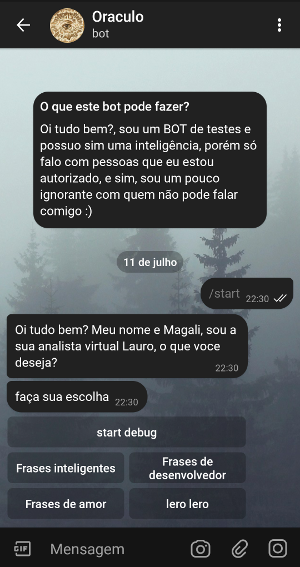 Oraculo
bot
O que este bot pode fazer?
Oi tudo bem?, sou um BOT de testes e
possuo sim uma inteligência, porém só
falo com pessoas que eu estou
autorizado, e sim, sou um pouco
ignorante com quem não pode falar
comigo :)
11 de julho
/start 22:30
Oi tudo bem? Meu nome e Magali, sou a
sua analista virtual Lauro, o que voce
deseja?
22:30
faça sua escolha 22:30
start debug
Frases inteligentes
Frases de
desenvolvedor
Frases de amor
lero lero
GIF Mensagem